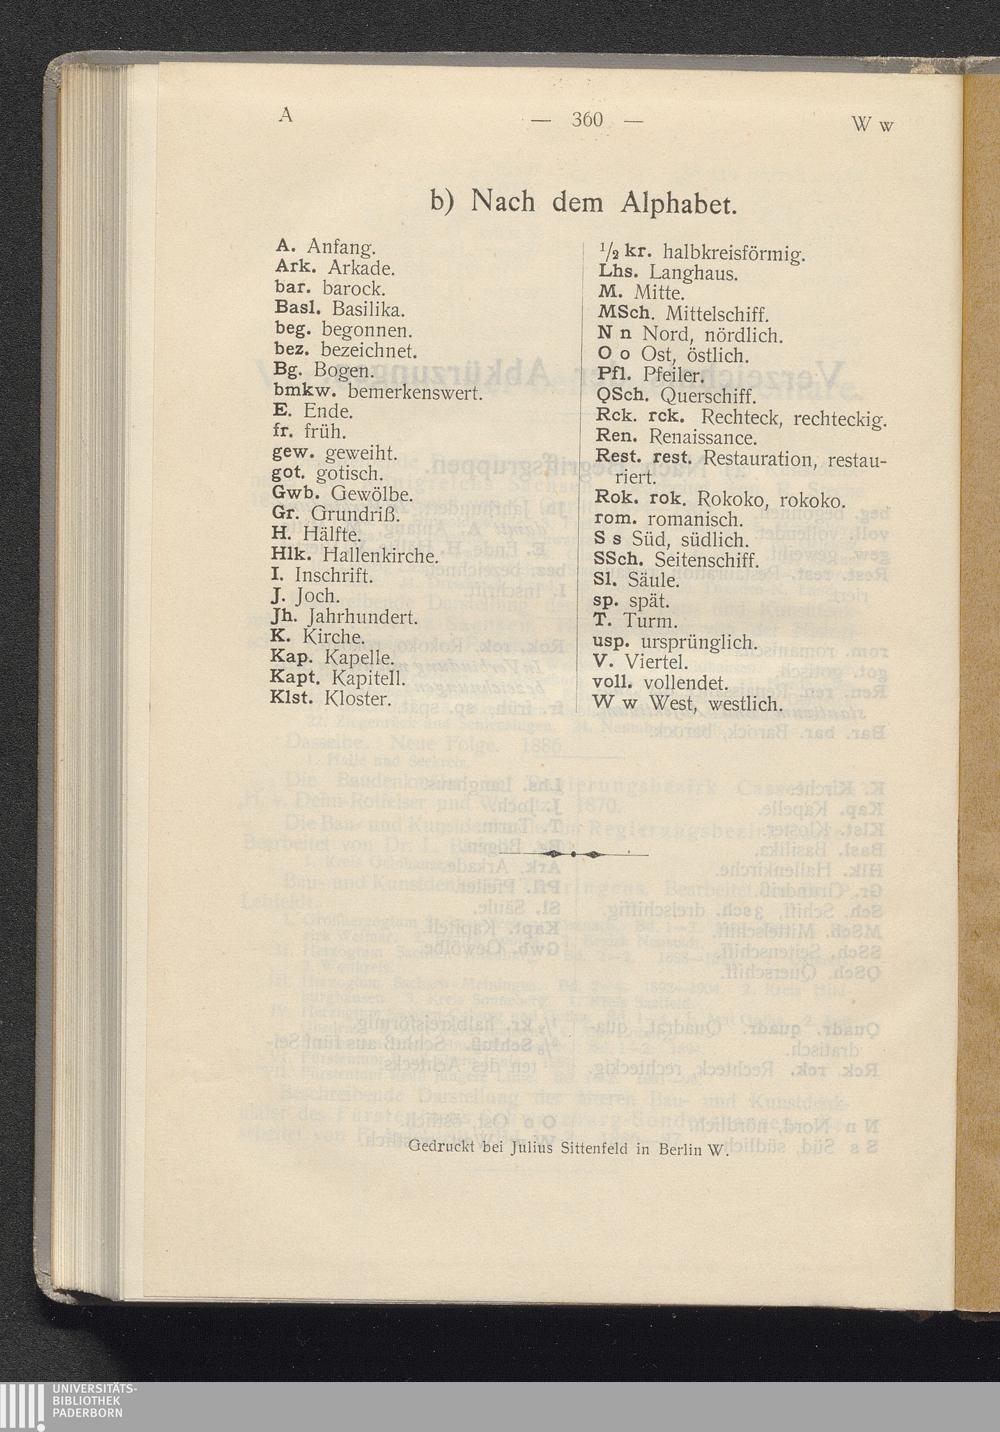 A — 360 — W w
b) Nach dem Alphabet.
A. Anfang.
Ark. Arkade.
bar. barock.
Basl. Basilika.
beg. begonnen.
bez. bezeichnet.
Bg. Bogen.
bmkw. bemerkenswert.
E. Ende.
fr. früh.
gew. geweiht.
got. gotisch.
Gwb. Gewölbe.
Gr. Grundriß.
H. Hälfte.
Hlk. Hallenkirche.
I. Inschrift.
J. Joch.
Jh. Jahrhundert.
K. Kirche.
Kap. Kapelle.
Kapt. Kapitell.
Klst. Kloster.
1/2 kr. halbkreisförmig.
Lhs. Langhaus.
M. Mitte.
MSch. Mittelschiff.
N n Nord, nördlich.
O o Ost, östlich.
Pfl. Pfeiler.
QSch. Querschiff.
Rck. rck. Rechteck, rechteckig.
Ren. Renaissance.
Rest. rest. Restauration, restau-
riert.
Rok. rok. Rokoko, rokoko.
rom. romanisch.
S s Süd, südlich.
SSch. Seitenschiff.
Sl. Säule.
sp. spät.
T. Turm.
usp. ursprünglich.
V. Viertel.
voll. vollendet.
W w West, westlich.
Gedruckt bei Julius Sittenfeld in Berlin W.
UNIVERSITÄTS-
BIBLIOTHEK
PADERBORN